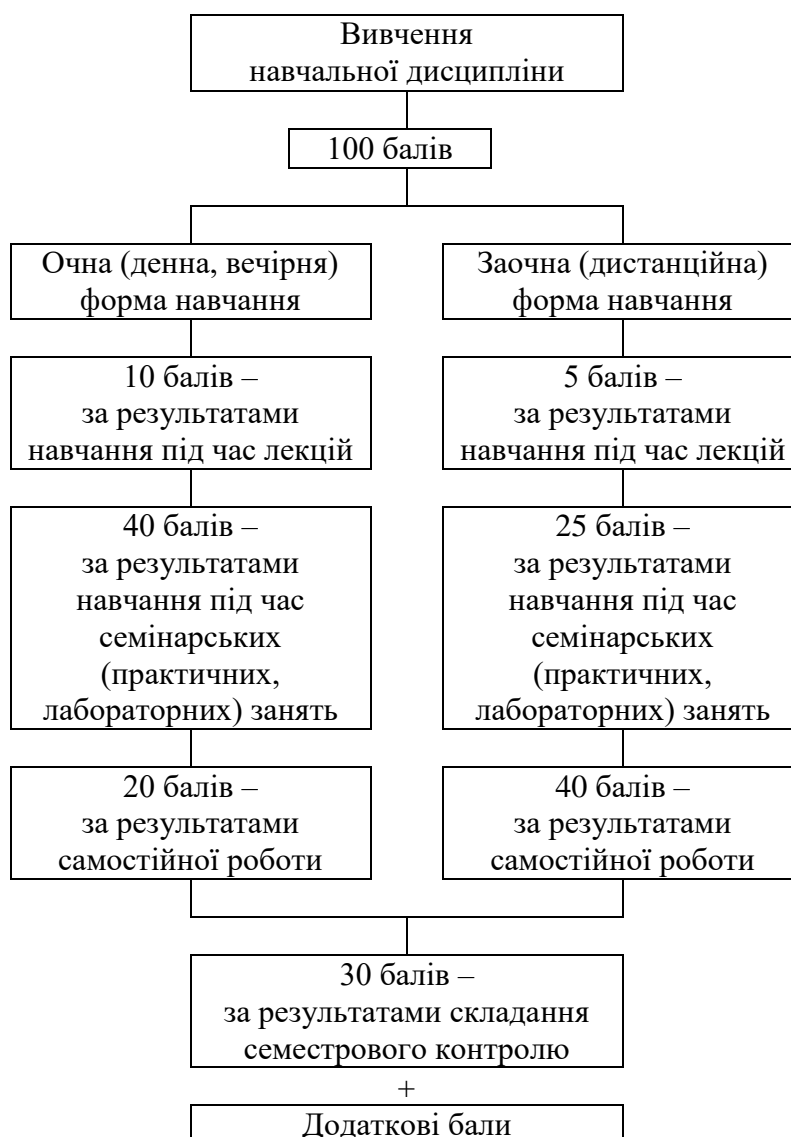 Вивчення
навчальної дисципліни
100 балів
Очна (денна, вечірня)
форма навчання
Заочна (дистанційна)
форма навчання
10 балів –
за результатами
навчання під час лекцій
5 балів –
за результатами
навчання під час лекцій
40 балів –
за результатами
навчання під час
семінарських
(практичних,
лабораторних) занять
25 балів –
за результатами
навчання під час
семінарських
(практичних,
лабораторних) занять
20 балів –
за результатами
самостійної роботи
40 балів –
за результатами
самостійної роботи
30 балів –
за результатами складання
семестрового контролю
+
Додаткові бали